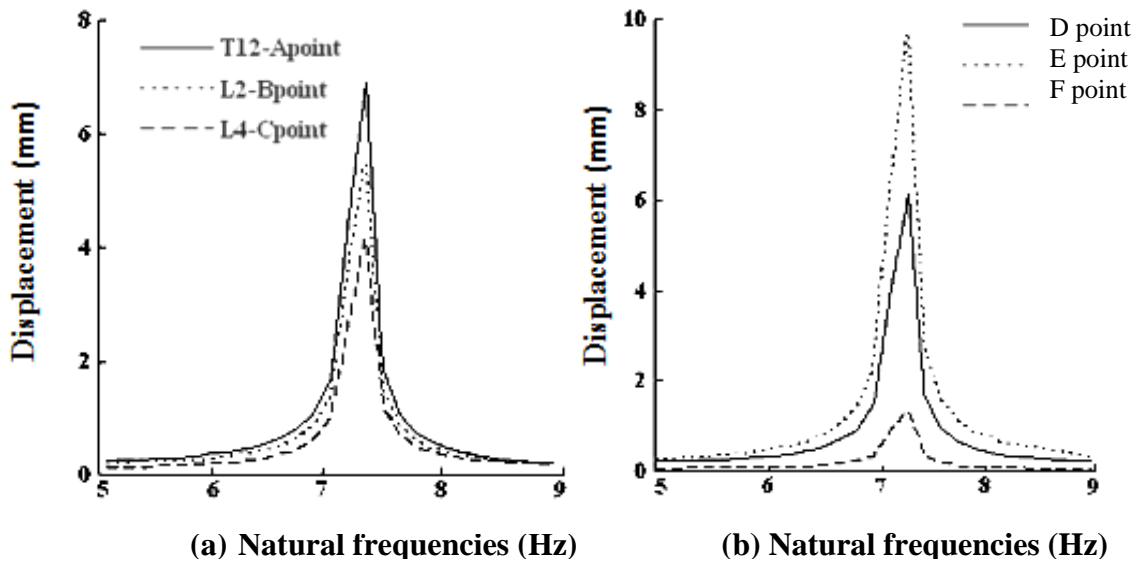 8
6
4
2
0
Displacement (mm)
T12-Apoint
L2-Bpoint
L4-Cpoint
5 6 7 8 9
(a) Natural frequencies (Hz)
10
8
6
4
2
0
Displacement (mm)
D point
E point
F point
5 6 7 8 9
(b) Natural frequencies (Hz)